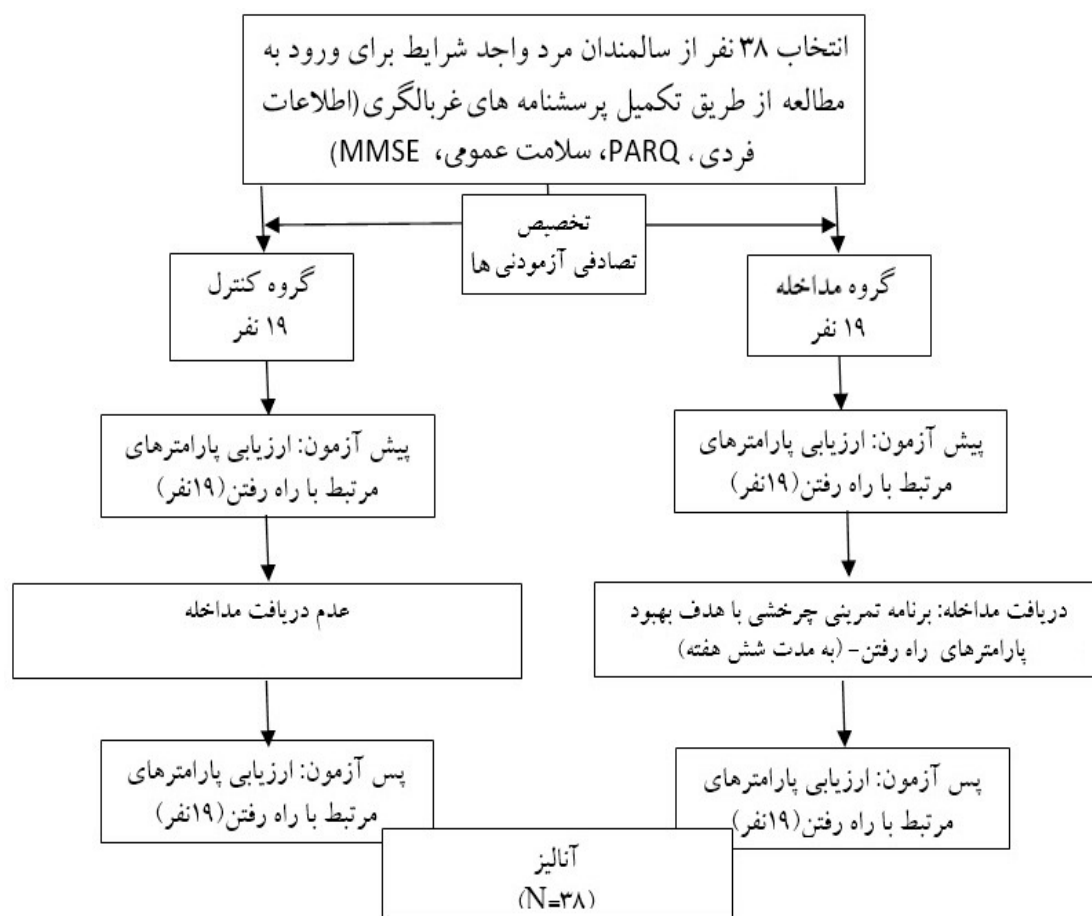 انتخاب ۳۸ نفر از سالمندان مرد واجد شرایط برای ورود به
مطالعه از طریق تکمیل پرسشنامه های غربالگری (اطلاعات
فردی، PARQ، سلامت عمومی، MMSE)
تخصیص
تصادفی آزمودنی ها
گروه مداخله
۱۹ نفر
گروه کنترل
۱۹ نفر
پیش آزمون: ارزیابی پارامترهای
مرتبط با راه رفتن (۱۹نفر)
پیش آزمون: ارزیابی پارامترهای
مرتبط با راه رفتن (۱۹نفر)
دریافت مداخله: برنامه تمرینی چرخشی با هدف بهبود
پارامترهای راه رفتن- (به مدت شش هفته)
عدم دریافت مداخله
پس آزمون: ارزیابی پارامترهای
مرتبط با راه رفتن (۱۹نفر)
پس آزمون: ارزیابی پارامترهای
مرتبط با راه رفتن (۱۹نفر)
آنالیز
(N=۳۸)